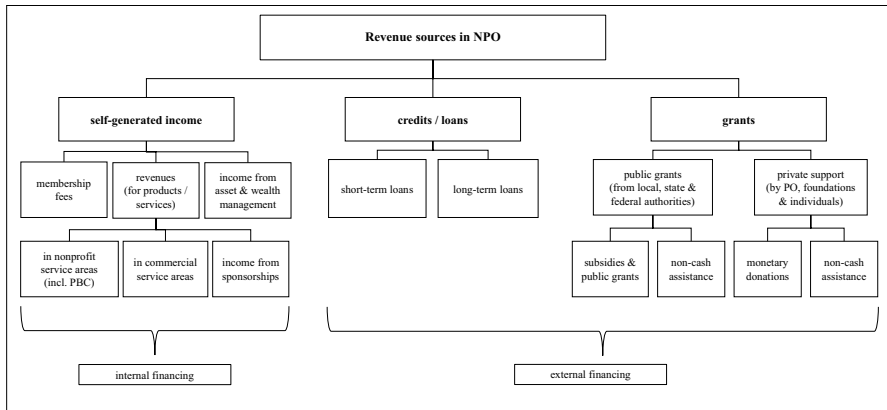 Revenue sources in NPO
self-generated income
credits / loans
grants
membership
fees
revenues
(for products /
services)
income from
asset & wealth
management
short-term loans
long-term loans
public grants
(from local, state &
federal authorities)
private support
(by PO, foundations
& individuals)
in nonprofit
service areas
(incl. PBC)
in commercial
service areas
income from
sponsorships
subsidies &
public grants
non-cash
assistance
monetary
donations
non-cash
assistance
internal financing
external financing